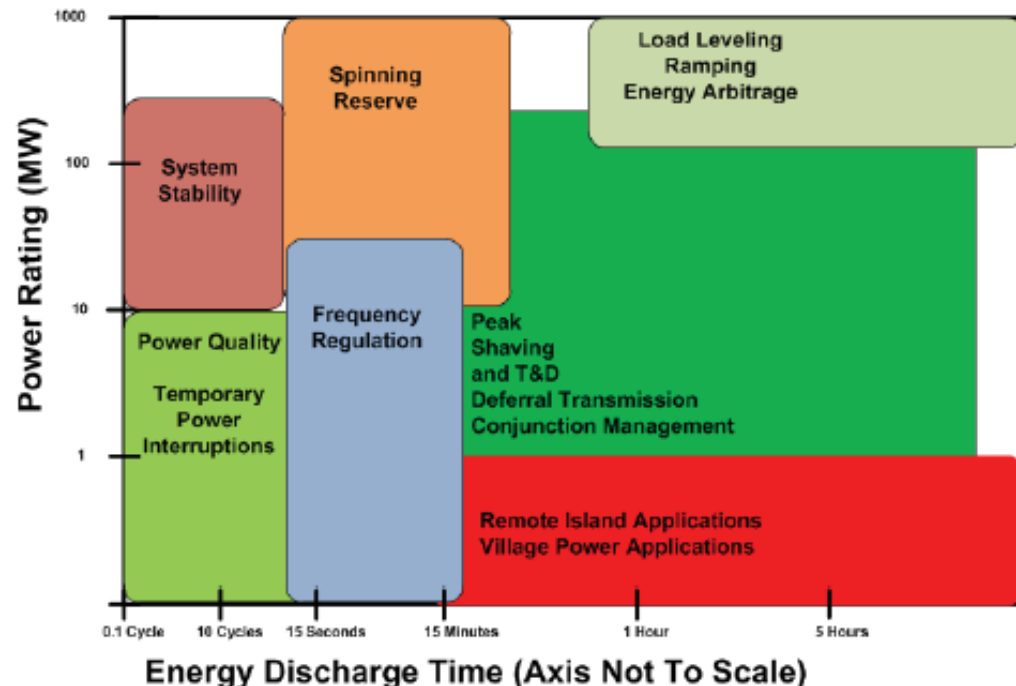 1000
100
10
1
Power Rating (MW)
Spinning
Reserve
Load Leveling
Ramping
Energy Arbitrage
System
Stability
Power Quality
Temporary
Power
Interruptions
Frequency
Regulation
Peak
Shaving
and T&D
Deferral Transmission
Conjunction Management
Remote Island Applications
Village Power Applications
0.1 Cycle
10 Cycles
15 Seconds
15 Minutes
1 Hour
5 Hours
Energy Discharge Time (Axis Not To Scale)